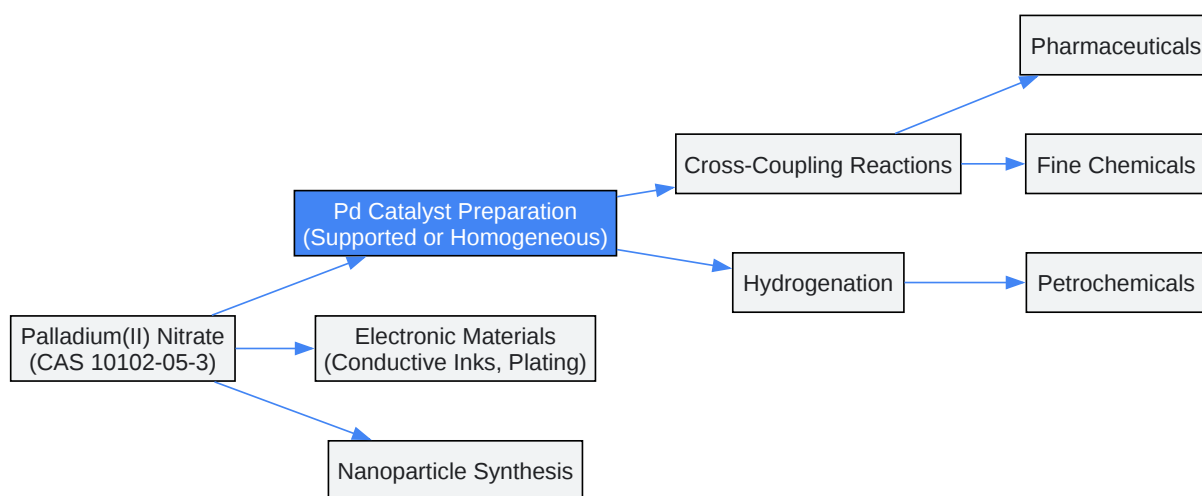 Pharmaceuticals
Cross-Coupling Reactions
Fine Chemicals
Pd Catalyst Preparation
(Supported or Homogeneous)
Hydrogenation
Petrochemicals
Palladium(II) Nitrate
(CAS 10102-05-3)
Electronic Materials
(Conductive Inks, Plating)
Nanoparticle Synthesis